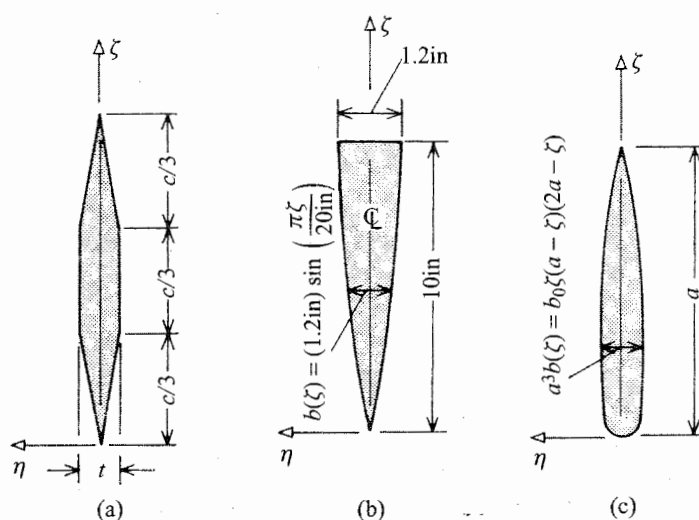 ζ
c/3
c/3
c/3
η
t
(a)
ζ
1.2in
℄
b(ζ) = (1.2in) sin (πζ/20in)
10in
η
(b)
ζ
a³b(ζ) = b₀ζ(a − ζ)(2a − ζ)
a
η
(c)